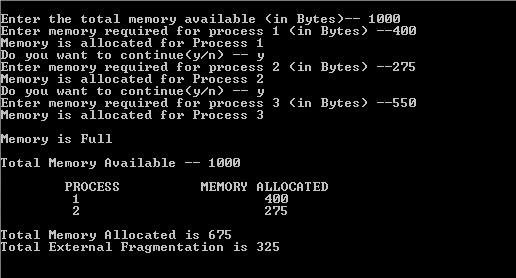 Enter the total memory available (in Bytes)-- 1000
Enter memory required for process 1 (in Bytes) --400
Memory is allocated for Process 1
Do you want to continue(y/n) -- y
Enter memory required for process 2 (in Bytes) --275
Memory is allocated for Process 2
Do you want to continue(y/n) -- y
Enter memory required for process 3 (in Bytes) --550
Memory is allocated for Process 3
Memory is Full
Total Memory Available -- 1000
PROCESS MEMORY ALLOCATED
1 400
2 275
Total Memory Allocated is 675
Total External Fragmentation is 325